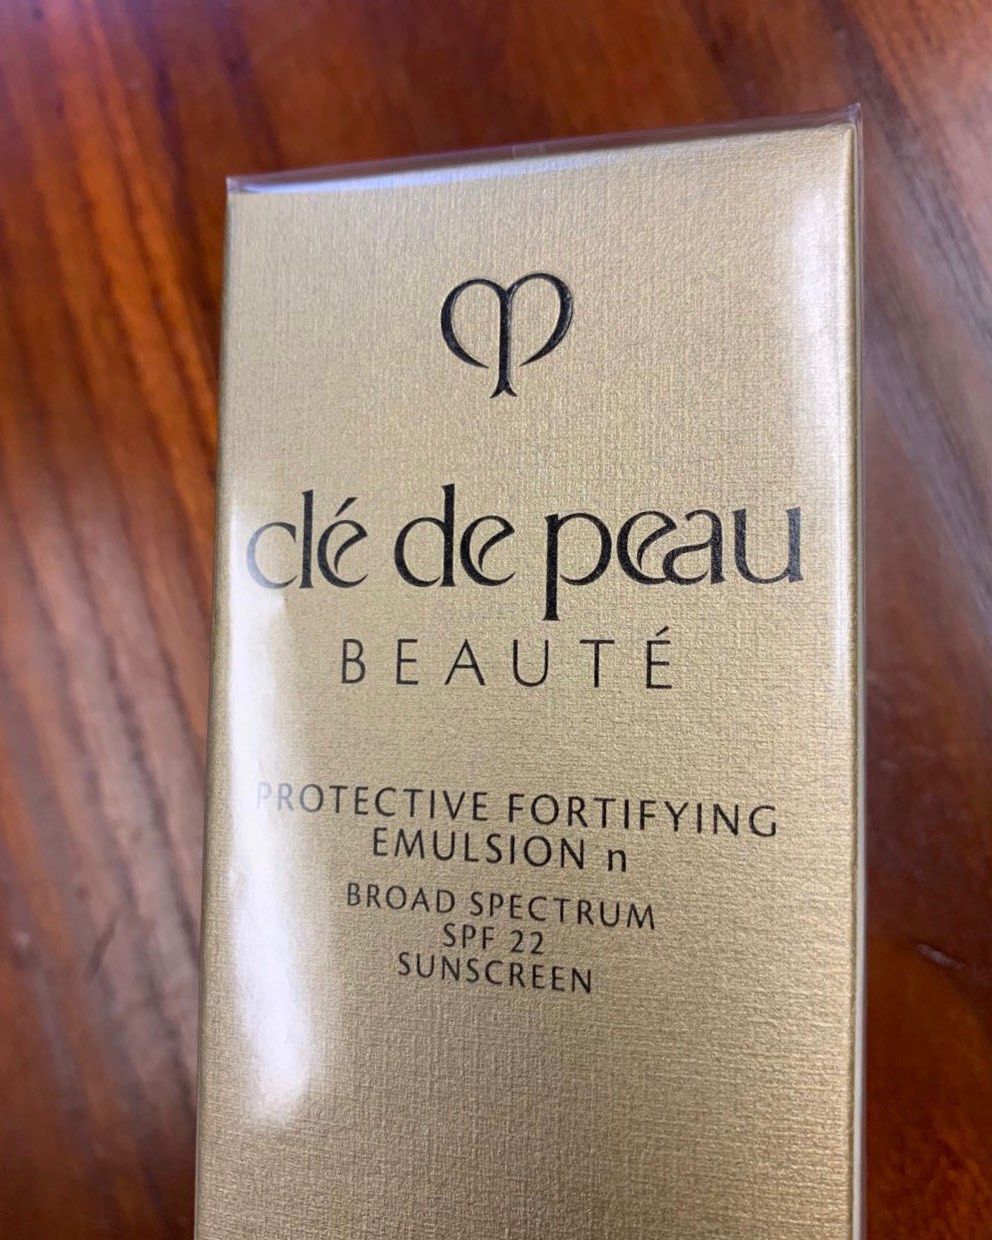 clé de peau
BEAUTÉ
PROTECTIVE FORTIFYING
EMULSION n
BROAD SPECTRUM
SPF 22
SUNSCREEN